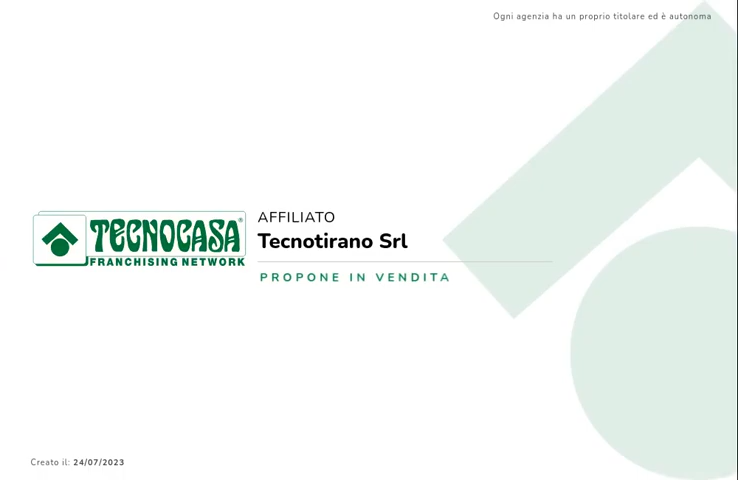 Ogni agenzia ha un proprio titolare ed è autonoma
TECNOCASA®
FRANCHISING NETWORK
AFFILIATO
Tecnotirano Srl
PROPONE IN VENDITA
Creato il: 24/07/2023